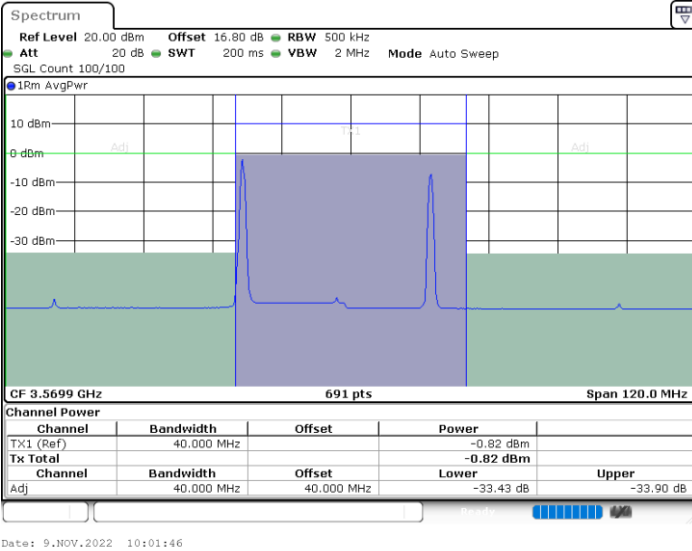 Spectrum
Ref Level 20.00 dBm Offset 16.80 dB RBW 500 kHz
Att 20 dB SWT 200 ms VBW 2 MHz Mode Auto Sweep
SGL Count 100/100
1Rm AvgPwr
10 dBm
TX1
Adj Adj
0 dBm
-10 dBm
-20 dBm
-30 dBm
CF 3.5699 GHz 691 pts Span 120.0 MHz
Channel Power
Channel Bandwidth Offset Power
TX1 (Ref) 40.000 MHz -0.82 dBm
Tx Total -0.82 dBm
Channel Bandwidth Offset Lower Upper
Adj 40.000 MHz 40.000 MHz -33.43 dB -33.90 dB
Ready
Date: 9.NOV.2022 10:01:46